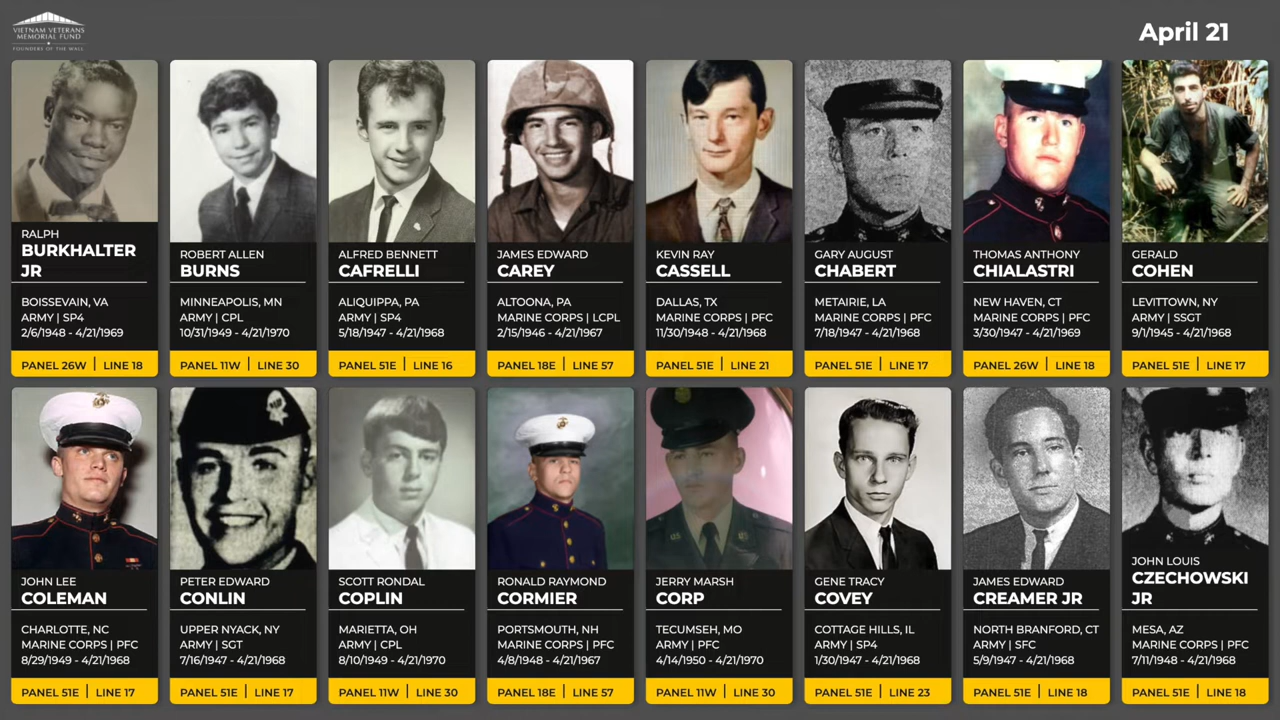 VIETNAM VETERANS
MEMORIAL FUND
FOUNDERS OF THE WALL
April 21
RALPH
BURKHALTER
JR
BOISSEVAIN, VA
ARMY | SP4
2/6/1948 - 4/21/1969
PANEL 26W | LINE 18
ROBERT ALLEN
BURNS
MINNEAPOLIS, MN
ARMY | CPL
10/31/1949 - 4/21/1970
PANEL 11W | LINE 30
ALFRED BENNETT
CAFRELLI
ALIQUIPPA, PA
ARMY | SP4
5/18/1947 - 4/21/1968
PANEL 51E | LINE 16
JAMES EDWARD
CAREY
ALTOONA, PA
MARINE CORPS | LCPL
2/15/1946 - 4/21/1967
PANEL 18E | LINE 57
KEVIN RAY
CASSELL
DALLAS, TX
MARINE CORPS | PFC
11/30/1948 - 4/21/1968
PANEL 51E | LINE 21
GARY AUGUST
CHABERT
METAIRIE, LA
MARINE CORPS | PFC
7/18/1947 - 4/21/1968
PANEL 51E | LINE 17
THOMAS ANTHONY
CHIALASTRI
NEW HAVEN, CT
MARINE CORPS | PFC
3/30/1947 - 4/21/1969
PANEL 26W | LINE 18
GERALD
COHEN
LEVITTOWN, NY
ARMY | SSGT
9/1/1945 - 4/21/1968
PANEL 51E | LINE 17
JOHN LEE
COLEMAN
CHARLOTTE, NC
MARINE CORPS | PFC
8/29/1949 - 4/21/1968
PANEL 51E | LINE 17
PETER EDWARD
CONLIN
UPPER NYACK, NY
ARMY | SGT
7/16/1947 - 4/21/1968
PANEL 51E | LINE 17
SCOTT RONDAL
COPLIN
MARIETTA, OH
ARMY | CPL
8/10/1949 - 4/21/1970
PANEL 11W | LINE 30
RONALD RAYMOND
CORMIER
PORTSMOUTH, NH
MARINE CORPS | PFC
4/8/1948 - 4/21/1967
PANEL 18E | LINE 57
JERRY MARSH
CORP
TECUMSEH, MO
ARMY | PFC
4/14/1950 - 4/21/1970
PANEL 11W | LINE 30
GENE TRACY
COVEY
COTTAGE HILLS, IL
ARMY | SP4
1/30/1947 - 4/21/1968
PANEL 51E | LINE 23
JAMES EDWARD
CREAMER JR
NORTH BRANFORD, CT
ARMY | SFC
5/9/1947 - 4/21/1968
PANEL 51E | LINE 18
JOHN LOUIS
CZECHOWSKI
JR
MESA, AZ
MARINE CORPS | PFC
7/11/1948 - 4/21/1968
PANEL 51E | LINE 18